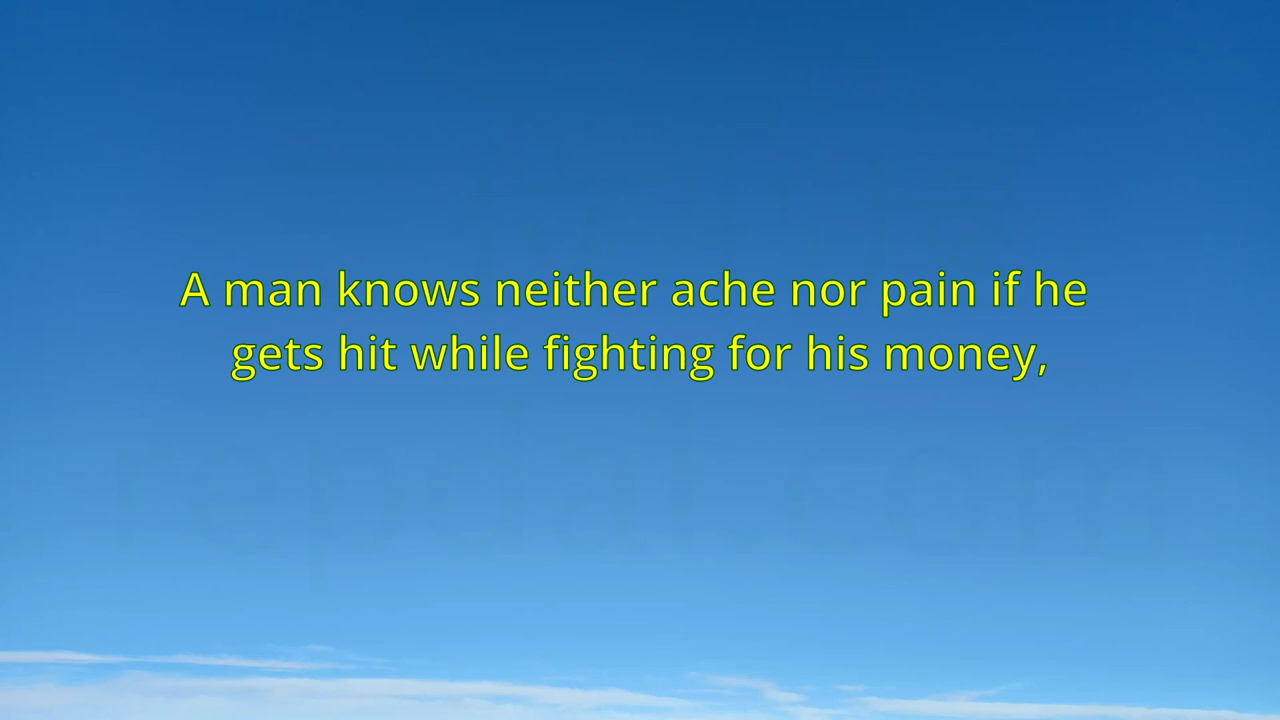 A man knows neither ache nor pain if he
gets hit while fighting for his money,